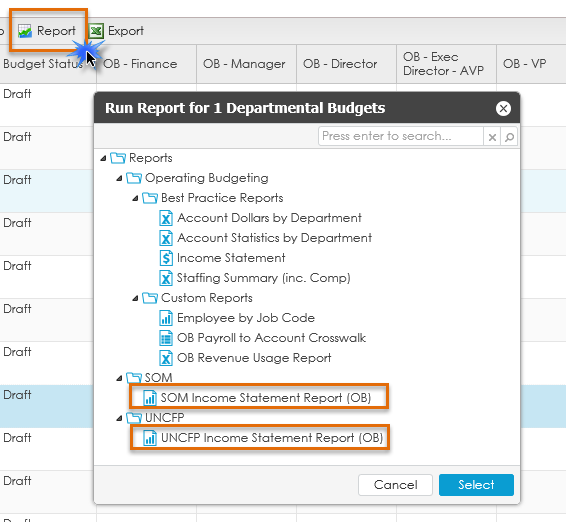 Report Export
Budget Status OB - Finance OB - Manager OB - Director OB - Exec Director - AVP OB - VP
Draft
Run Report for 1 Departmental Budgets
Draft
Press enter to search...
Reports
Draft
Operating Budgeting
Best Practice Reports
Account Dollars by Department
Draft
Account Statistics by Department
Income Statement
Draft
Staffing Summary (inc. Comp)
Custom Reports
Draft
Employee by Job Code
OB Payroll to Account Crosswalk
Draft
OB Revenue Usage Report
SOM
Draft
SOM Income Statement Report (OB)
UNCFP
Draft
UNCFP Income Statement Report (OB)
Draft
Cancel Select